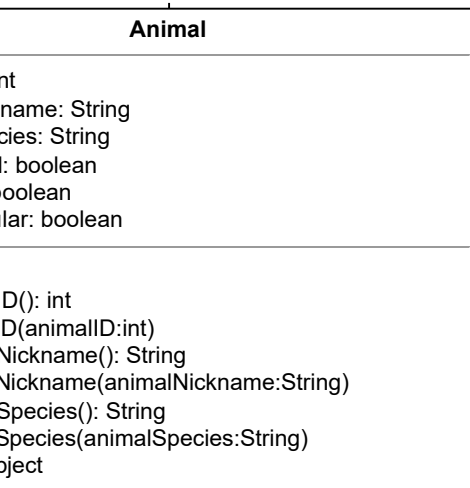 Animal
nt
name: String
cies: String
l: boolean
boolean
lar: boolean
D(): int
D(animalID:int)
Nickname(): String
Nickname(animalNickname:String)
Species(): String
Species(animalSpecies:String)
oject